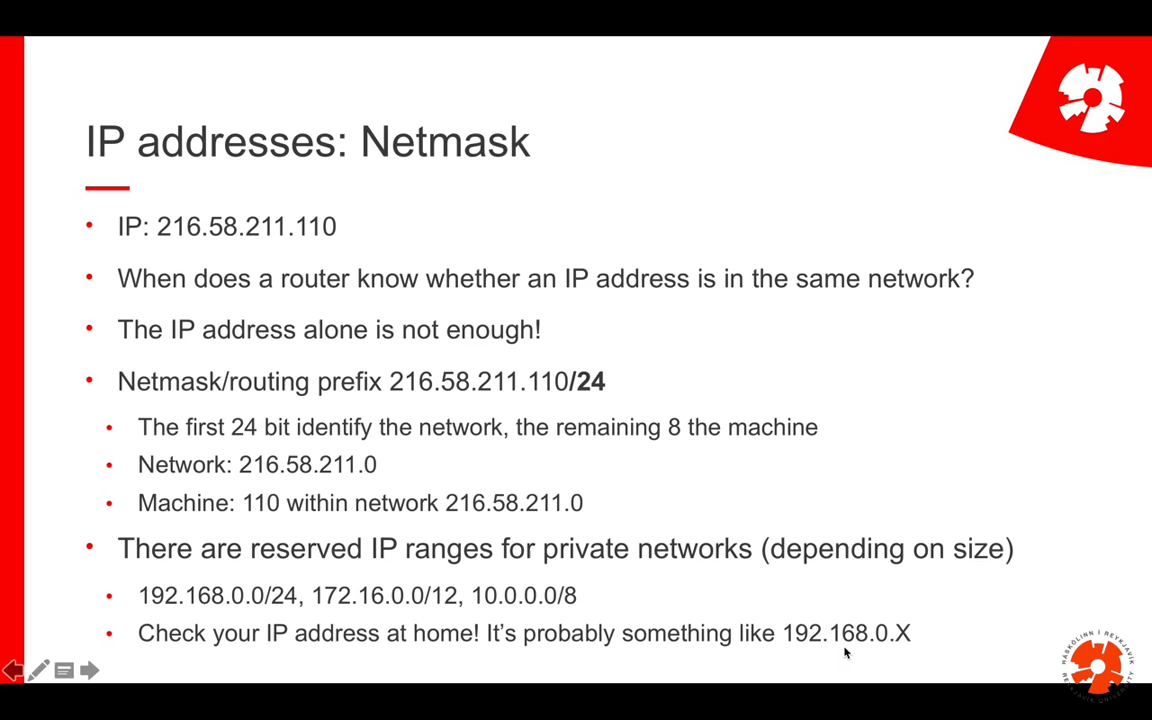 IP addresses: Netmask
• IP: 216.58.211.110
• When does a router know whether an IP address is in the same network?
• The IP address alone is not enough!
• Netmask/routing prefix 216.58.211.110/24
• The first 24 bit identify the network, the remaining 8 the machine
• Network: 216.58.211.0
• Machine: 110 within network 216.58.211.0
• There are reserved IP ranges for private networks (depending on size)
• 192.168.0.0/24, 172.16.0.0/12, 10.0.0.0/8
• Check your IP address at home! It’s probably something like 192.168.0.X
HÁSKÓLINN Í REYKJAVÍK
REYKJAVIK UNIVERSITY